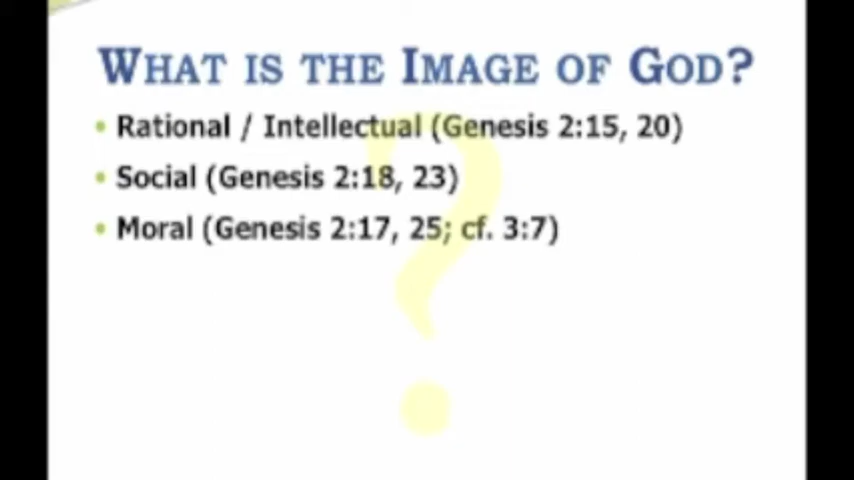 WHAT IS THE IMAGE OF GOD?
• Rational / Intellectual (Genesis 2:15, 20)
• Social (Genesis 2:18, 23)
• Moral (Genesis 2:17, 25; cf. 3:7)
?